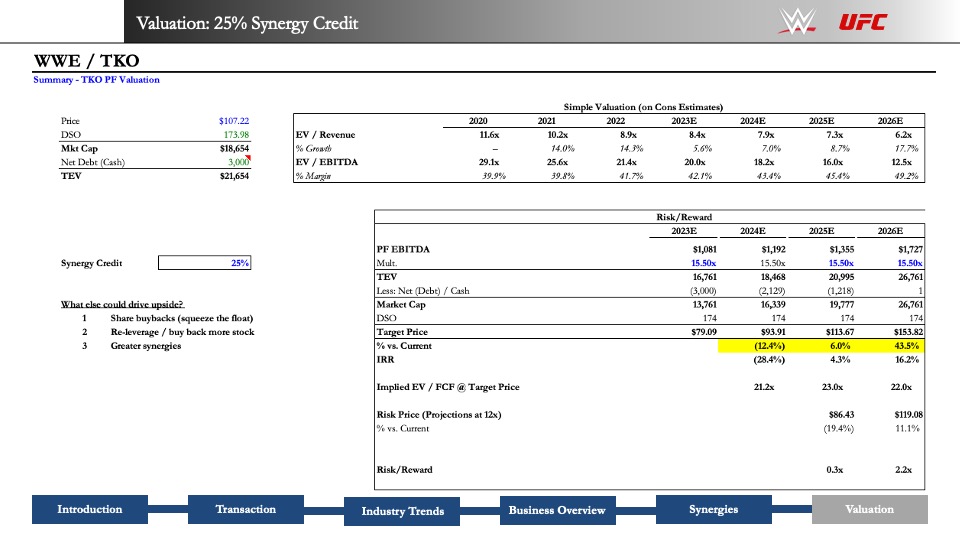 Valuation: 25% Synergy Credit
W
UFC
WWE / TKO
Summary - TKO PF Valuation
Simple Valuation (on Cons Estimates)
Price $107.22 2020 2021 2022 2023E 2024E 2025E 2026E
DSO 173.98 EV / Revenue 11.6x 10.2x 8.9x 8.4x 7.9x 7.3x 6.2x
Mkt Cap $18,654 % Growth – 14.0% 14.3% 5.6% 7.0% 8.7% 17.7%
Net Debt (Cash) 3,000 EV / EBITDA 29.1x 25.6x 21.4x 20.0x 18.2x 16.0x 12.5x
TEV $21,654 % Margin 39.9% 39.8% 41.7% 42.1% 43.4% 45.4% 49.2%
Risk/Reward
2023E 2024E 2025E 2026E
PF EBITDA $1,081 $1,192 $1,355 $1,727
Synergy Credit 25% Mult. 15.50x 15.50x 15.50x 15.50x
TEV 16,761 18,468 20,995 26,761
Less: Net (Debt) / Cash (3,000) (2,129) (1,218) 1
What else could drive upside? Market Cap 13,761 16,339 19,777 26,761
1 Share buybacks (squeeze the float) DSO 174 174 174 174
2 Re-leverage / buy back more stock Target Price $79.09 $93.91 $113.67 $153.82
3 Greater synergies % vs. Current (12.4%) 6.0% 43.5%
IRR (28.4%) 4.3% 16.2%
Implied EV / FCF @ Target Price 21.2x 23.0x 22.0x
Risk Price (Projections at 12x) $86.43 $119.08
% vs. Current (19.4%) 11.1%
Risk/Reward 0.3x 2.2x
Introduction Transaction Industry Trends Business Overview Synergies Valuation